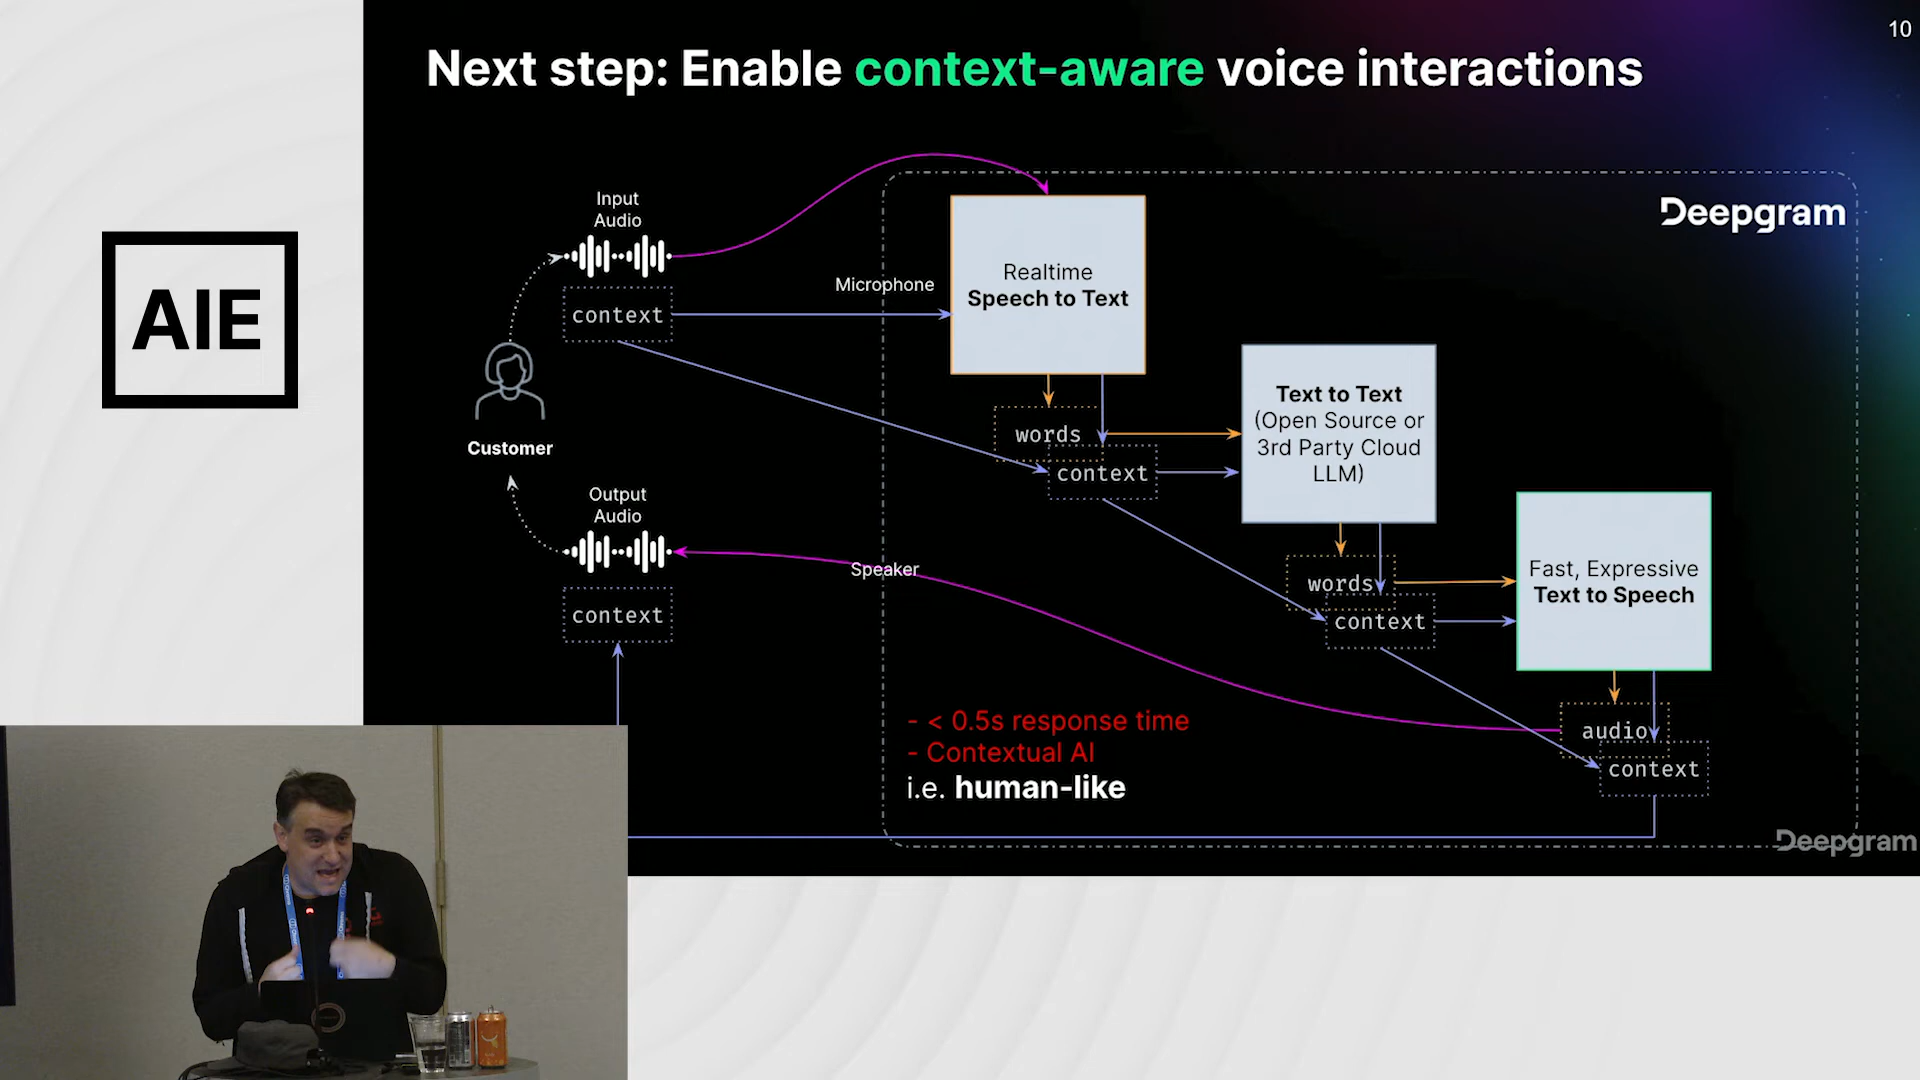 10
Next step: Enable context-aware voice interactions
AIE
Deepgram
Input
Audio
context
Microphone
Realtime
Speech to Text
words
context
Text to Text
(Open Source or
3rd Party Cloud
LLM)
Customer
Output
Audio
context
Speaker
words
context
Fast, Expressive
Text to Speech
audio
context
- < 0.5s response time
- Contextual AI
i.e. human-like
Deepgram